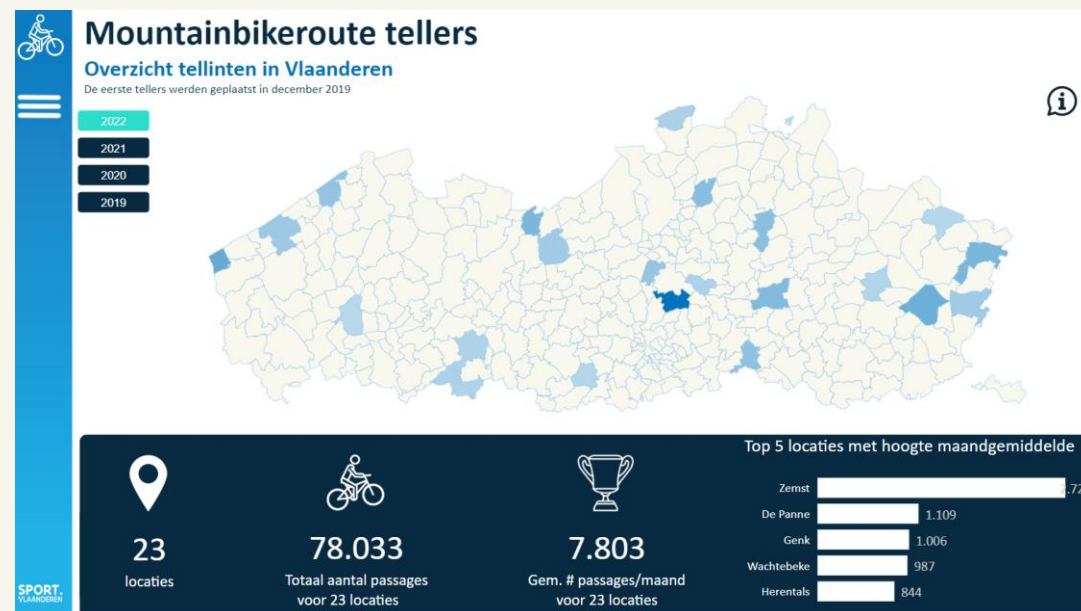 Mountainbikeroute tellers
Overzicht tellinten in Vlaanderen
De eerste tellers werden geplaatst in december 2019
2022
2021
2020
2019
23
locaties
78.033
Totaal aantal passages
voor 23 locaties
7.803
Gem. # passages/maand
voor 23 locaties
Top 5 locaties met hoogte maandgemiddelde
Zemst
De Panne 1.109
Genk 1.006
Wachtebeke 987
Herentals 844
SPORT.
VLAANDEREN